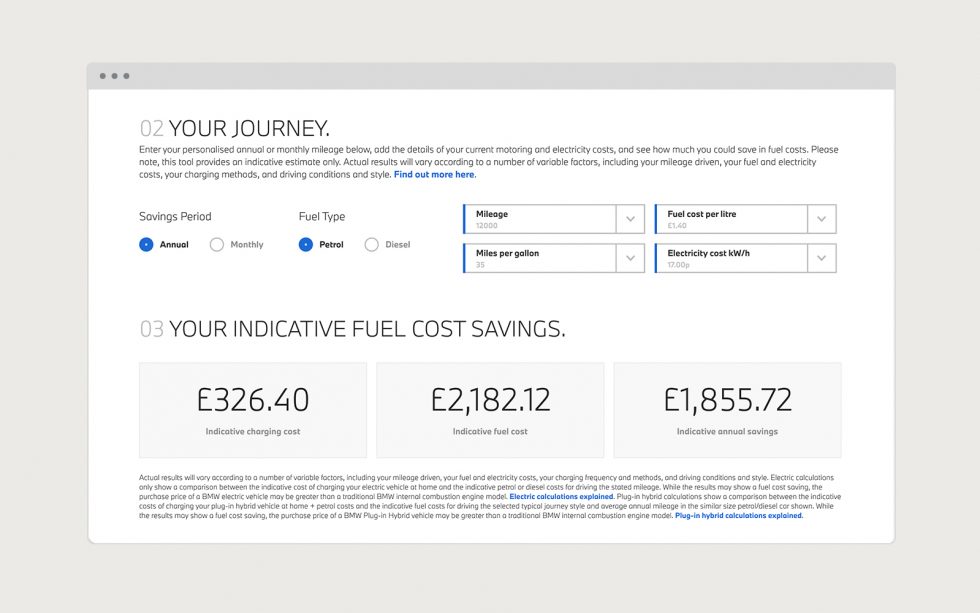 02 YOUR JOURNEY.
Enter your personalised annual or monthly mileage below, add the details of your current motoring and electricity costs, and see how much you could save in fuel costs. Please
note, this tool provides an indicative estimate only. Actual results will vary according to a number of variable factors, including your mileage driven, your fuel and electricity
costs, your charging methods, and driving conditions and style. Find out more here.
Savings Period
Annual
Monthly
Fuel Type
Petrol
Diesel
Mileage
12000
Fuel cost per litre
£1.40
Miles per gallon
35
Electricity cost kW/h
17.00p
03 YOUR INDICATIVE FUEL COST SAVINGS.
£326.40
Indicative charging cost
£2,182.12
Indicative fuel cost
£1,855.72
Indicative annual savings
Actual results will vary according to a number of variable factors, including your mileage driven, your fuel and electricity costs, your charging frequency and methods, and driving conditions and style. Electric calculations
only show a comparison between the indicative cost of charging your electric vehicle at home and the indicative petrol or diesel costs for driving the stated mileage. While the results may show a fuel cost saving, the
purchase price of a BMW electric vehicle may be greater than a traditional BMW internal combustion engine model. Electric calculations explained. Plug-in hybrid calculations show a comparison between the indicative
costs of charging your plug-in hybrid vehicle at home + petrol costs and the indicative fuel costs for driving the selected typical journey style and average annual mileage in the similar size petrol/diesel car shown. While
the results may show a fuel cost saving, the purchase price of a BMW Plug-in Hybrid vehicle may be greater than a traditional BMW internal combustion engine model. Plug-in hybrid calculations explained.